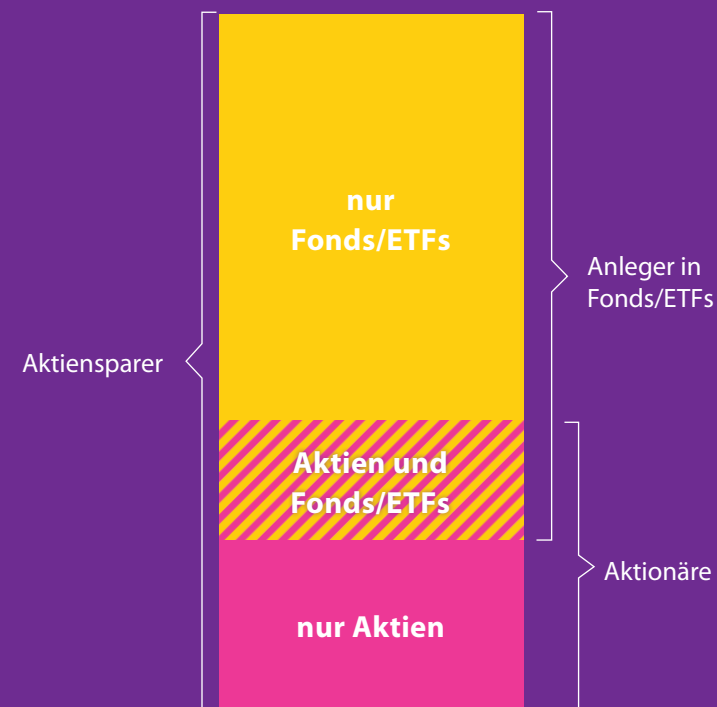 nur
Fonds/ETFs
Anleger in
Fonds/ETFs
Aktiensparer
Aktien und
Fonds/ETFs
Aktionäre
nur Aktien